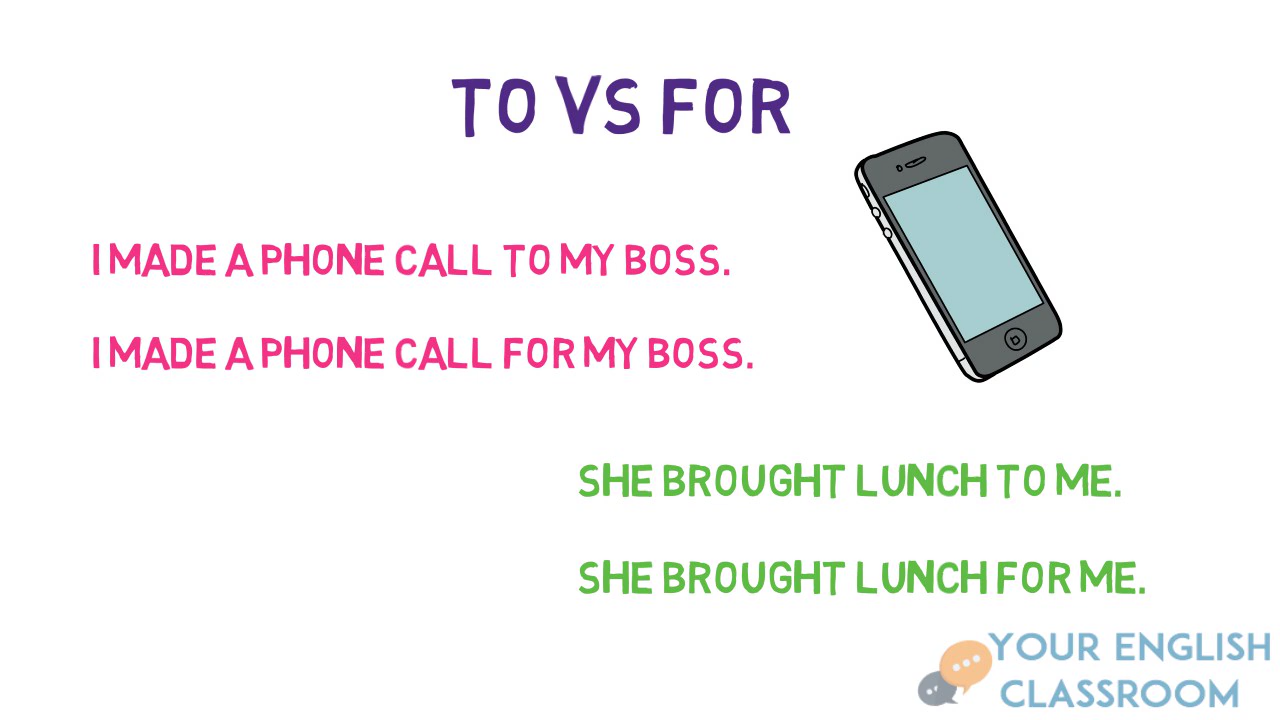 TO VS FOR
I MADE A PHONE CALL TO MY BOSS.
I MADE A PHONE CALL FOR MY BOSS.
SHE BROUGHT LUNCH TO ME.
SHE BROUGHT LUNCH FOR ME.
YOUR ENGLISH
CLASSROOM